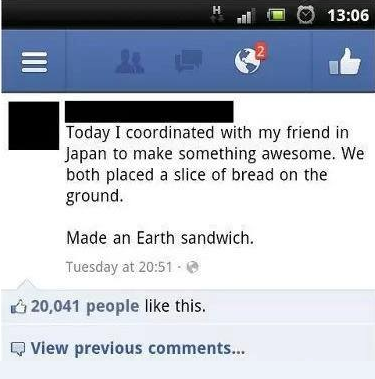 H
13:06
2
Today I coordinated with my friend in
Japan to make something awesome. We
both placed a slice of bread on the
ground.
Made an Earth sandwich.
Tuesday at 20:51 ·
20,041 people like this.
View previous comments...